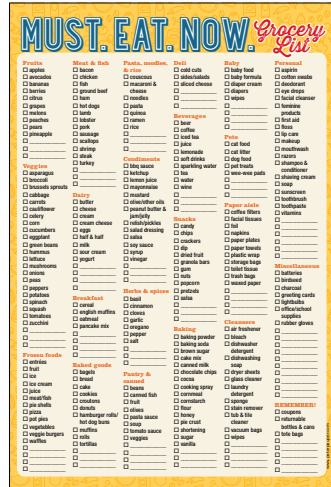 MUST. EAT. NOW.
Grocery
List
Fruits
apples
avocados
bananas
berries
citrus
grapes
melons
peaches
pears
pineapple
Veggies
asparagus
broccoli
brussels sprouts
cabbage
carrots
cauliflower
celery
corn
cucumbers
eggplant
green beans
hummus
lettuce
mushrooms
onions
peas
peppers
potatoes
spinach
squash
tomatoes
zucchini
Frozen foods
entrées
fruit
ice
ice cream
juice
meat/fish
pie shells
pizza
pot pies
vegetables
veggie burgers
waffles
Meat & fish
bacon
chicken
fish
ground beef
ham
hot dogs
lamb
lobster
pork
sausage
scallops
shrimp
steak
turkey
Dairy
butter
cheese
cream
cream cheese
eggs
half & half
milk
sour cream
yogurt
Breakfast
cereal
english muffins
oatmeal
pancake mix
Baked goods
bagels
bread
cake
cookies
croutons
donuts
hamburger rolls/
hot dog buns
muffins
rolls
tortillas
Pasta, noodles,
& rice
couscous
macaroni &
cheese
noodles
pasta
quinoa
ramen
rice
Condiments
bbq sauce
ketchup
lemon juice
mayonnaise
mustard
olive/other oils
peanut butter &
jam/jelly
relish/pickles
salad dressing
salsa
soy sauce
syrup
vinegar
Herbs & spices
basil
cinnamon
cloves
garlic
oregano
pepper
salt
Pantry &
canned
beans
canned fish
fruit
olives
pasta sauce
soup
tomato sauce
veggies
Deli
cold cuts
sides/salads
sliced cheese
Beverages
beer
coffee
iced tea
juice
lemonade
soft drinks
sparkling water
tea
water
wine
Snacks
candy
chips
crackers
dip
dried fruit
granola bars
gum
nuts
popcorn
pretzels
salsa
Baking
baking powder
baking soda
brown sugar
cake mix
canned milk
chocolate chips
cocoa
cooking spray
cornmeal
cornstarch
flour
honey
pie crust
shortening
sugar
vanilla
Baby
baby food
baby formula
diaper cream
diapers
wipes
Pets
cat food
cat litter
dog food
pet treats
wee-wee pads
Paper aisle
coffee filters
facial tissues
foil
napkins
paper plates
paper towels
plastic wrap
storage bags
toilet tissue
trash bags
waxed paper
Cleaners
air freshener
bleach
dishwasher
detergent
dishwashing
soap
dryer sheets
glass cleaner
laundry
detergent
sponge
stain remover
tub & tile
cleaner
vacuum bags
wipes
Personal
aspirin
cotton swabs
deodorant
eye drops
facial cleanser
feminine
products
first aid
floss
lip care
makeup
mouthwash
razors
shampoo &
conditioner
shaving cream
soap
sunscreen
toothbrush
toothpaste
vitamins
Miscellaneous
batteries
birdseed
charcoal
greeting cards
lightbulbs
office/school
supplies
rubber gloves
REMEMBER!
coupons
returnable
bottles & cans
tote bags